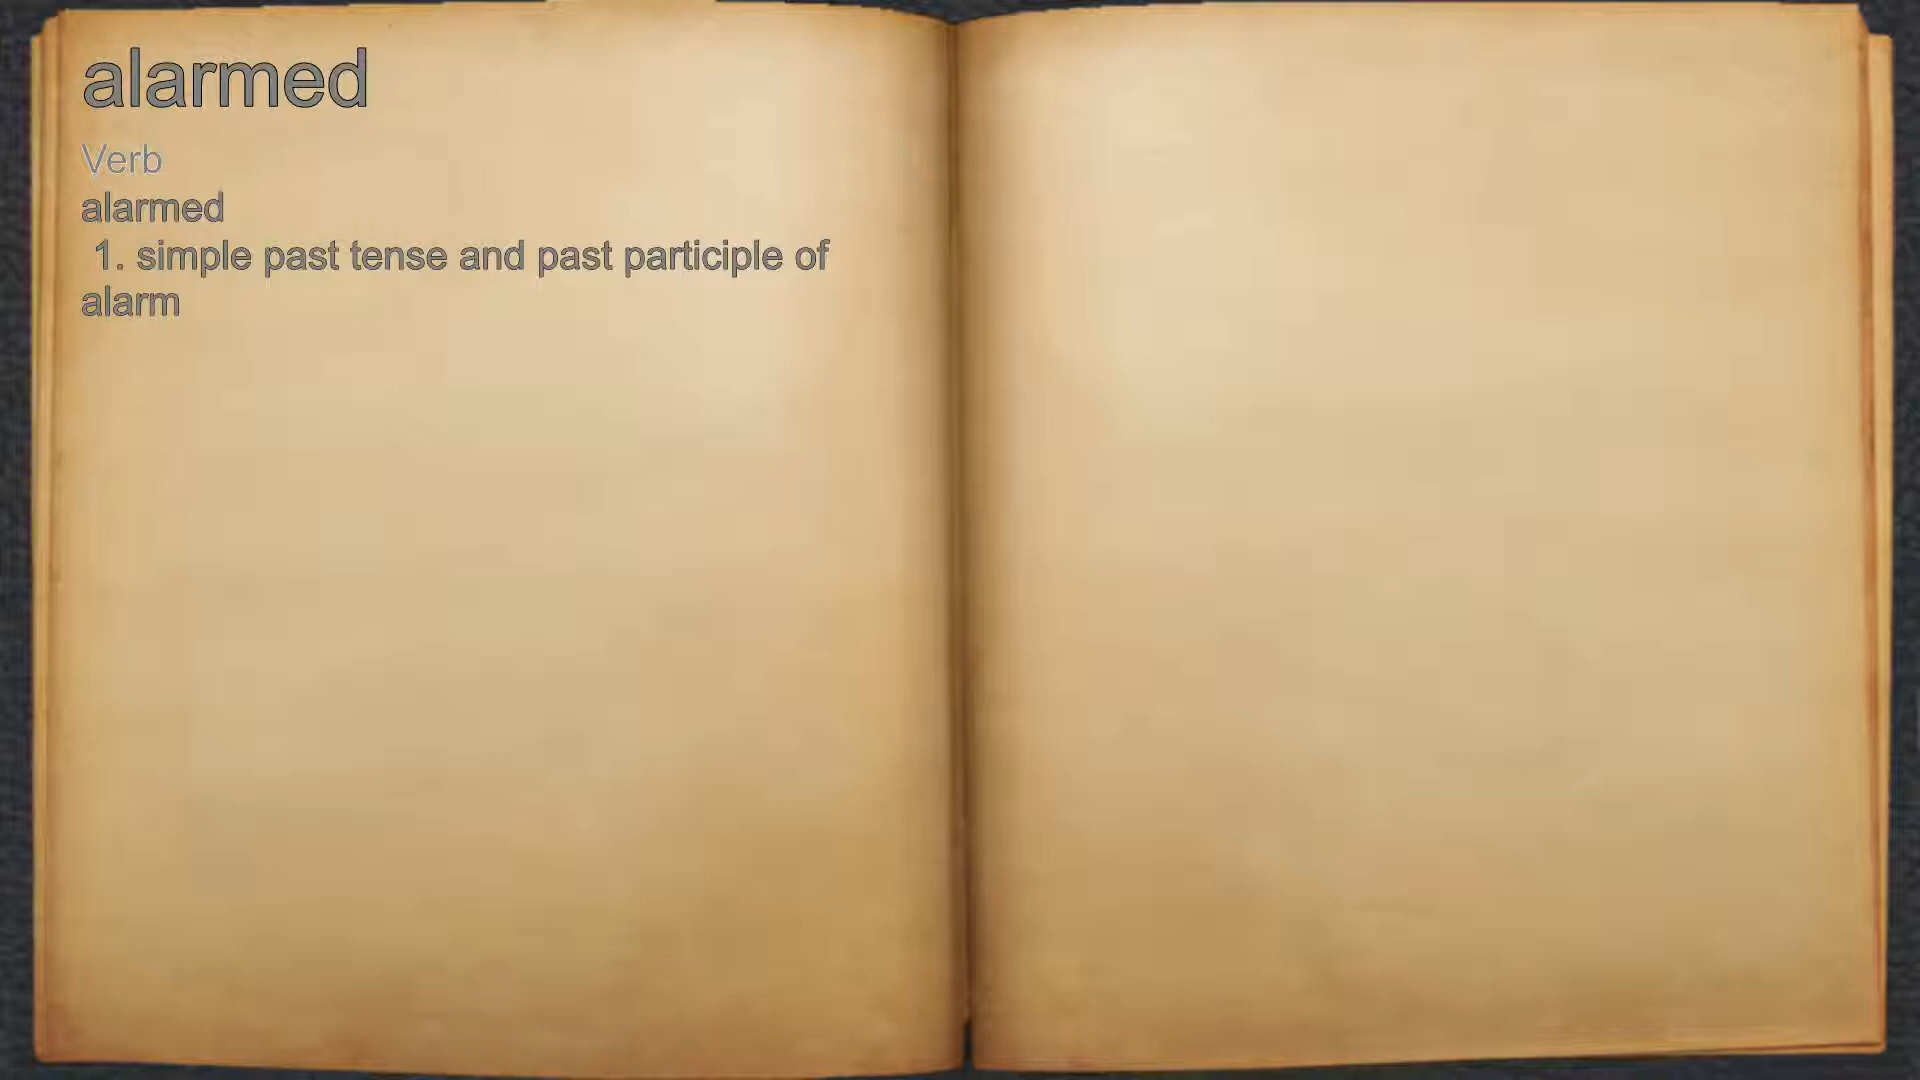 alarmed
Verb
alarmed
1. simple past tense and past participle of
alarm